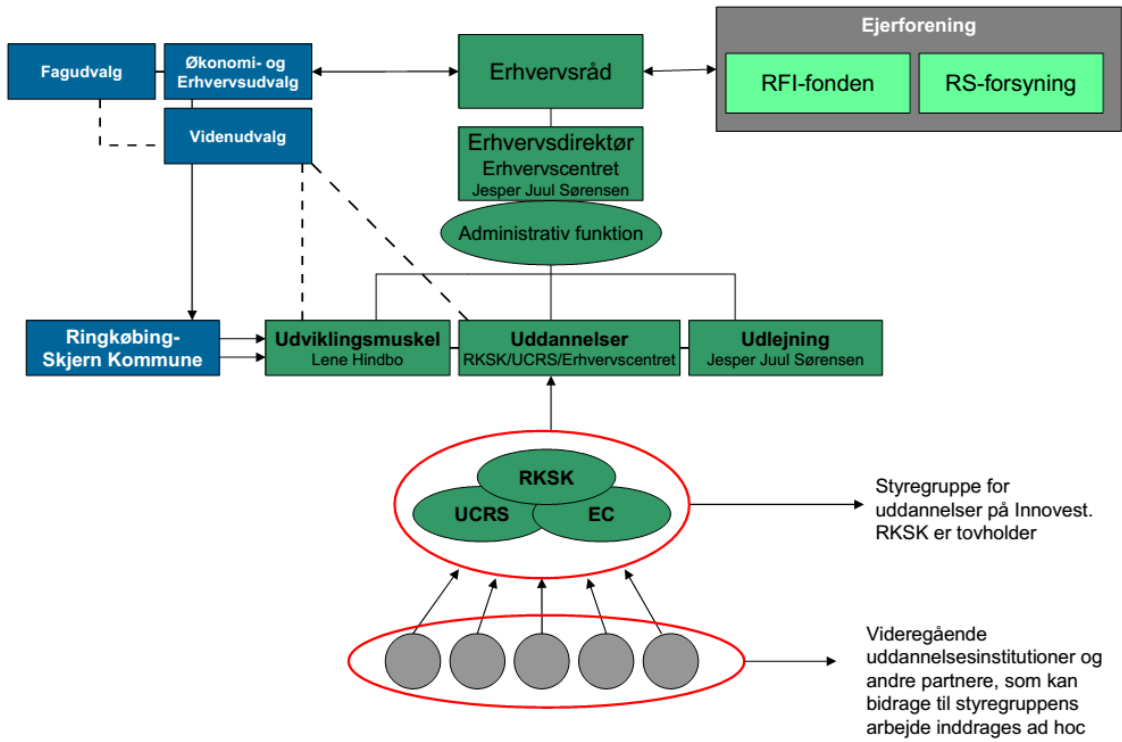 Ejerforening
Fagudvalg
Økonomi- og
Erhvervsudvalg
Erhvervsråd
RFI-fonden
RS-forsyning
Videnudvalg
Erhvervsdirektør
Erhvervscentret
Jesper Juul Sørensen
Administrativ funktion
Ringkøbing-
Skjern Kommune
Udviklingsmuskel
Lene Hindbo
Uddannelser
RKSK/UCRS/Erhvervscentret
Udlejning
Jesper Juul Sørensen
RKSK
UCRS
EC
Styregruppe for
uddannelser på Innovest.
RKSK er tovholder
Videregående
uddannelsesinstitutioner og
andre partnere, som kan
bidrage til styregruppens
arbejde inddrages ad hoc